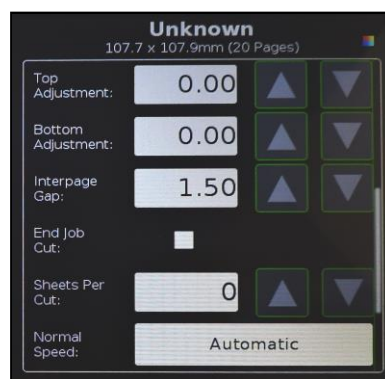 Unknown
107.7 x 107.9mm (20 Pages)
Top
Adjustment:
0.00
Bottom
Adjustment:
0.00
Interpage
Gap:
1.50
End Job
Cut:
Sheets Per
Cut:
0
Normal
Speed:
Automatic